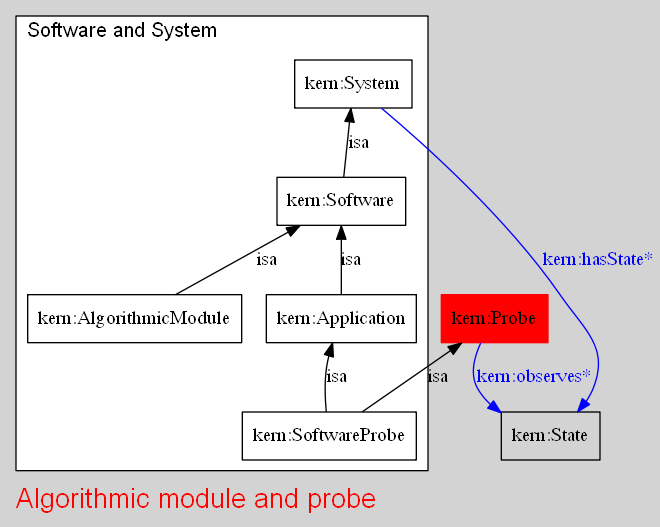 Software and System
kern:System
isa
kern:Software
isa
isa
kern:hasState*
kern:AlgorithmicModule
kern:Application
kern:Probe
isa
isa
kern:observes*
kern:SoftwareProbe
kern:State
Algorithmic module and probe